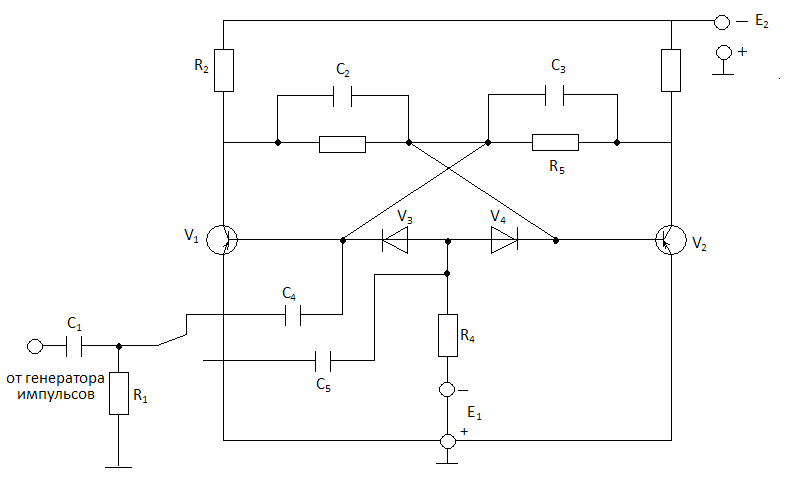 − E₂
+
R₂
C₂
C₃
R₅
V₁
V₃
V₄
V₂
C₄
C₁
R₄
C₅
от генератора
импульсов
R₁
−
E₁
+